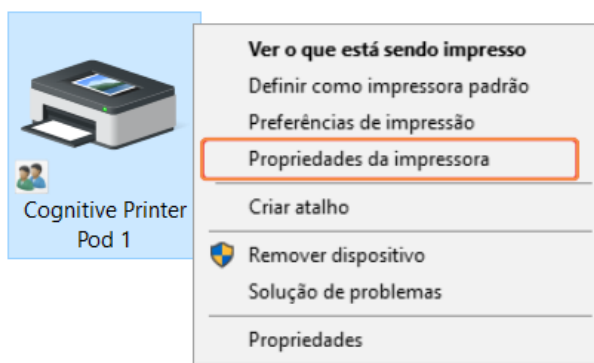 Ver o que está sendo impresso
Definir como impressora padrão
Preferências de impressão
Propriedades da impressora
Criar atalho
Remover dispositivo
Solução de problemas
Propriedades
Cognitive Printer
Pod 1